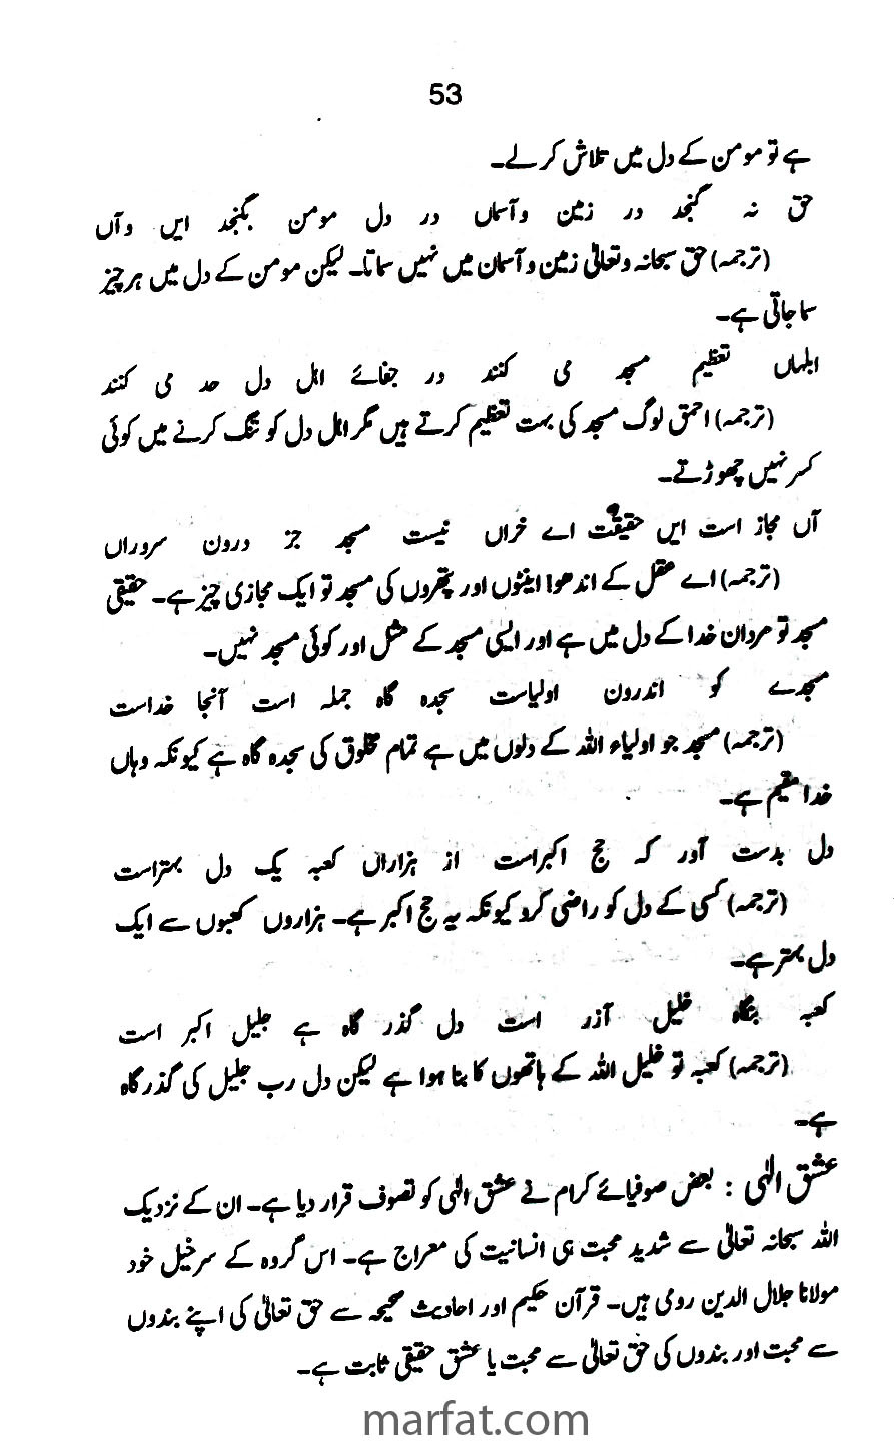 53
ہے تو مومن کے دل میں تلاش کر لے۔
حق نہ گنجد در زمین و آسماں در دل مومن بگنجد ایں و آں
(ترجمہ) حق سبحانہ و تعالیٰ زمین و آسمان میں نہیں سماتا۔ لیکن مومن کے دل میں ہر چیز
سما جاتی ہے۔
ابلہاں تعظیم مسجد می کنند در جفائے اہل دل حد می کنند
(ترجمہ) احمق لوگ مسجد کی بہت تعظیم کرتے ہیں مگر اہل دل کو تنگ کرنے میں کوئی
کسر نہیں چھوڑتے۔
آں مجاز است ایں حقیقت اے خراں نیست مسجد جز درون سروراں
(ترجمہ) اے عقل کے اندھو! اینٹوں اور پتھروں کی مسجد تو ایک مجازی چیز ہے۔ حقیقی
مسجد تو مردان خدا کے دل میں ہے اور ایسی مسجد کے مثل اور کوئی مسجد نہیں۔
مسجدے کو اندرون اولیاست سجدہ گاہ جملہ است آنجا خداست
(ترجمہ) مسجد جو اولیاء اللہ کے دلوں میں ہے تمام مخلوق کی سجدہ گاہ ہے کیونکہ وہاں
خدا مقیم ہے۔
دل بدست آور کہ حج اکبر است از ہزاراں کعبہ یک دل بہتر است
(ترجمہ) کسی کے دل کو راضی کرو کیونکہ یہ حج اکبر ہے۔ ہزاروں کعبوں سے ایک
دل بہتر ہے۔
کعبہ بنگاہ خلیل آذر است دل گذر گاہ ہے جلیل اکبر است
(ترجمہ) کعبہ تو خلیل اللہ کے ہاتھوں کا بنا ہوا ہے لیکن دل رب جلیل کی گذرگاہ
ہے۔
عشق الٰہی : بعض صوفیائے کرام نے عشق الٰہی کو تصوف قرار دیا ہے۔ ان کے نزدیک
اللہ سبحانہ تعالیٰ سے شدید محبت ہی انسانیت کی معراج ہے۔ اس گروہ کے سرخیل خود
مولانا جلال الدین رومی ہیں۔ قرآن حکیم اور احادیث صحیحہ سے حق تعالیٰ کی اپنے بندوں
سے محبت اور بندوں کی حق تعالیٰ سے محبت یا عشق حقیقی ثابت ہے۔
marfat.com